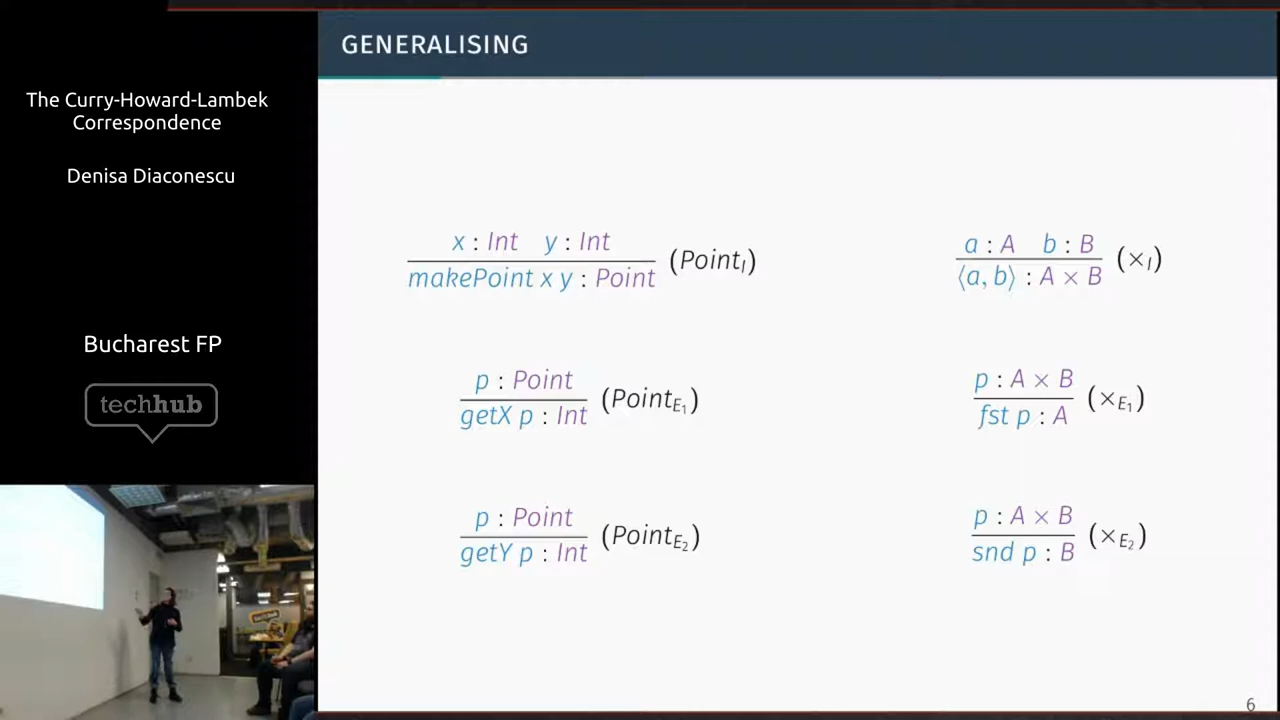 The Curry-Howard-Lambek
Correspondence
Denisa Diaconescu
Bucharest FP
techhub
GENERALISING
x : Int y : Int
makePoint x y : Point
(Point_I)
a : A b : B
⟨a, b⟩ : A × B
(×_I)
p : Point
getX p : Int
(Point_E₁)
p : A × B
fst p : A
(×_E₁)
p : Point
getY p : Int
(Point_E₂)
p : A × B
snd p : B
(×_E₂)
6
techhub